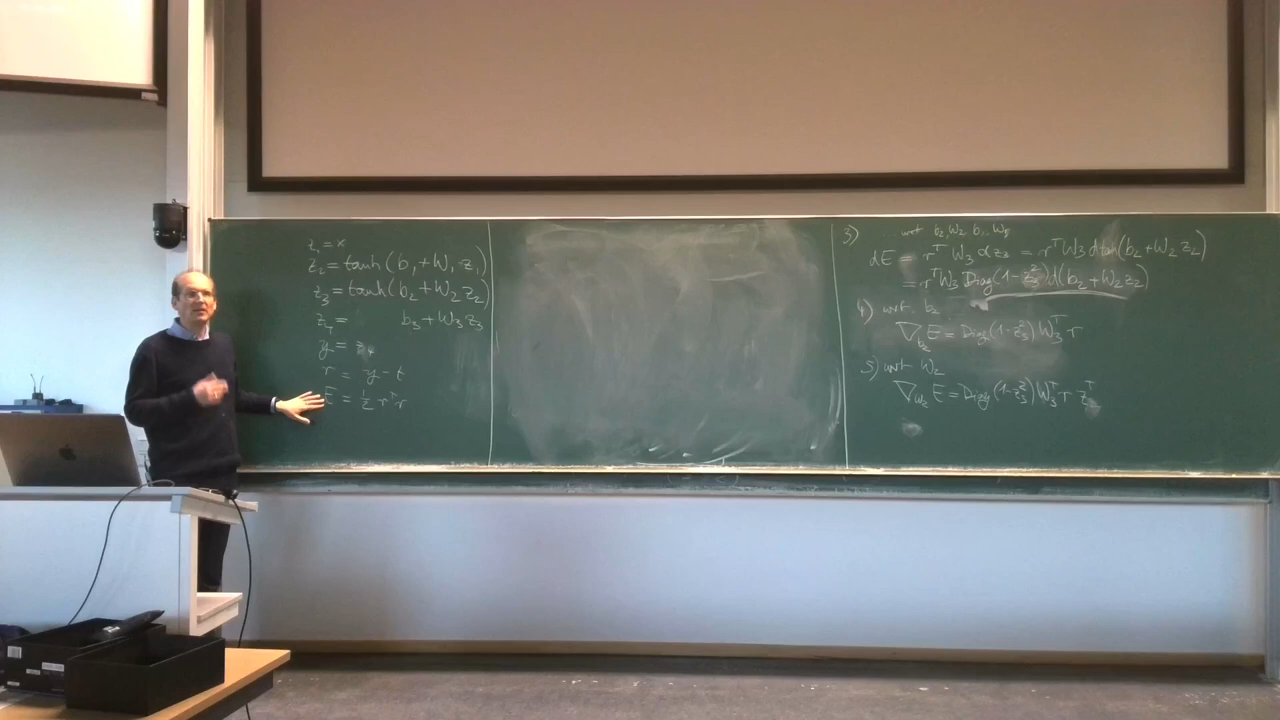 z₁ = x
z₂ = tanh(b₁ + W₁ z₁)
z₃ = tanh(b₂ + W₂ z₂)
z₄ = b₃ + W₃ z₃
y = z₄
r = y - t
E = ½ rᵀr
3) wrt b₂, W₂ b₁, W₁
dE = rᵀ W₃ dz₃ = rᵀ W₃ d tanh(b₂ + W₂ z₂)
= rᵀ W₃ Diag(1-z₃²) d(b₂ + W₂ z₂)
4) wrt b₂
∇_b₂ E = Diag(1-z₃²) W₃ᵀ r
5) wrt W₂
∇_W₂ E = Diag(1-z₃²) W₃ᵀ r z₂ᵀ